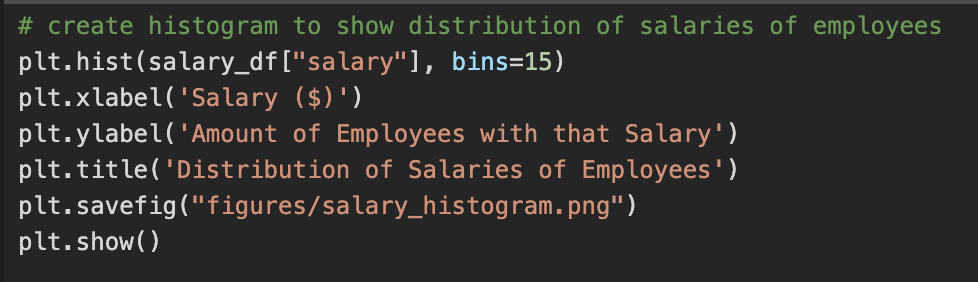 # create histogram to show distribution of salaries of employees
plt.hist(salary_df["salary"], bins=15)
plt.xlabel('Salary ($)')
plt.ylabel('Amount of Employees with that Salary')
plt.title('Distribution of Salaries of Employees')
plt.savefig("figures/salary_histogram.png")
plt.show()